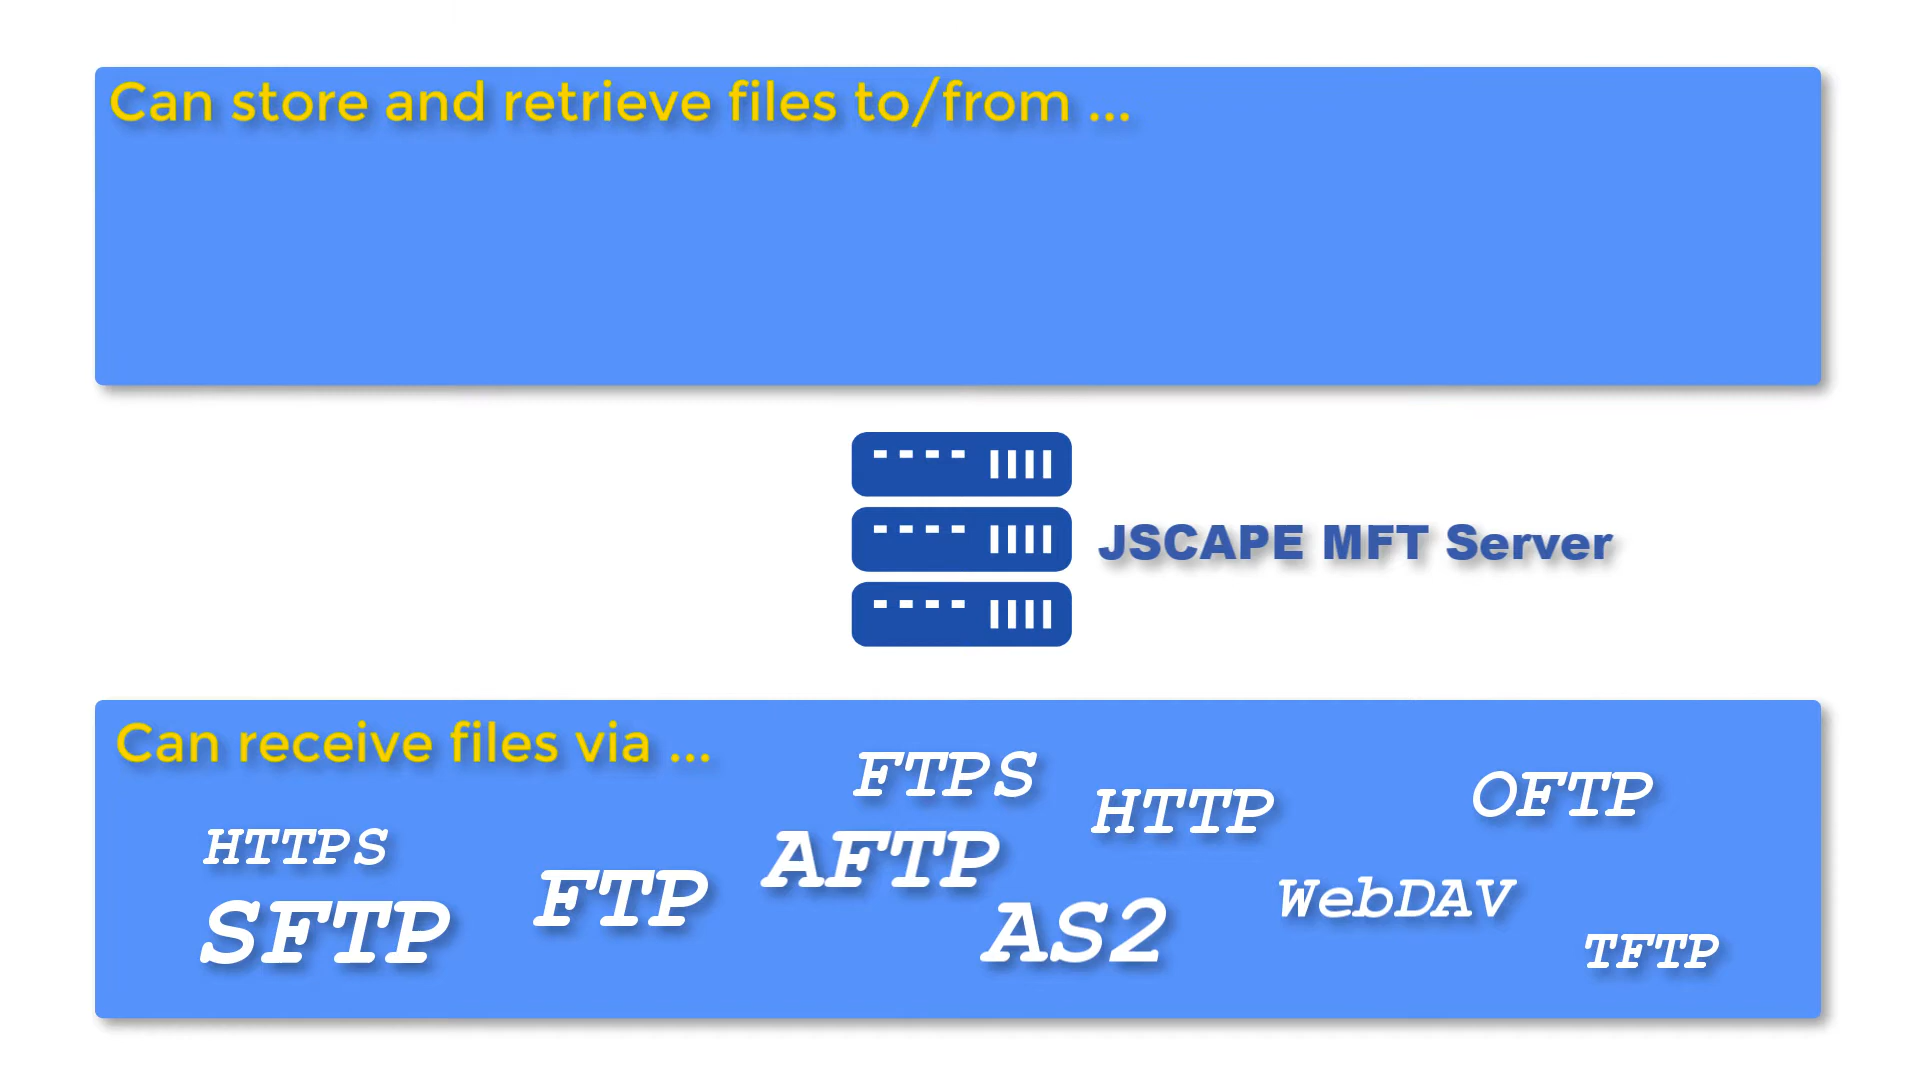 Can store and retrieve files to/from ...
JSCAPE MFT Server
Can receive files via ...
FTPS
HTTP
OFTP
HTTPS
AFTP
FTP
WebDAV
SFTP
AS2
TFTP